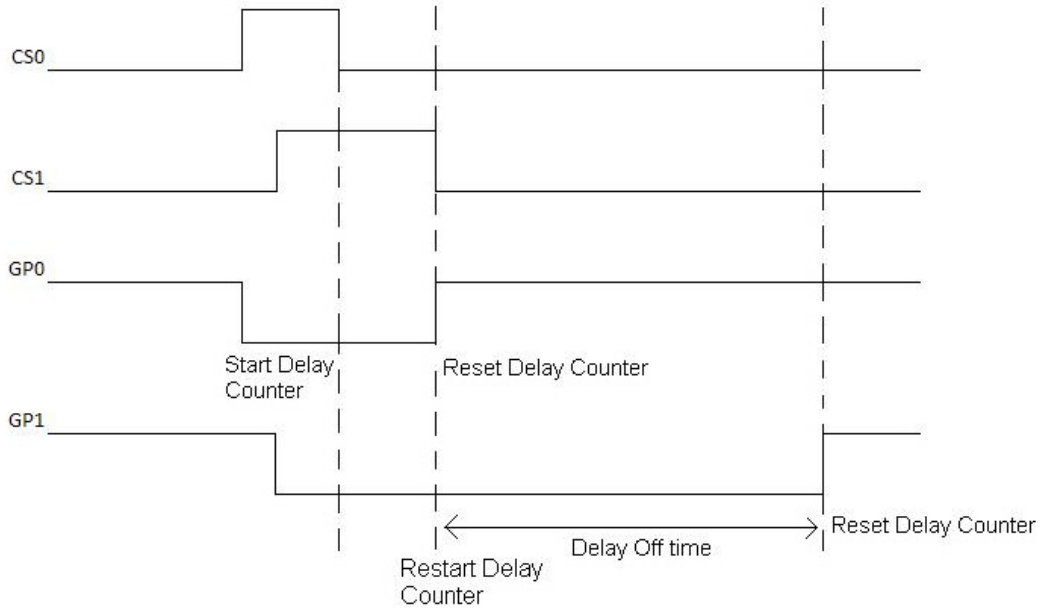 CS0
CS1
GP0
Start Delay
Counter
Reset Delay Counter
GP1
Reset Delay Counter
Delay Off time
Restart Delay
Counter